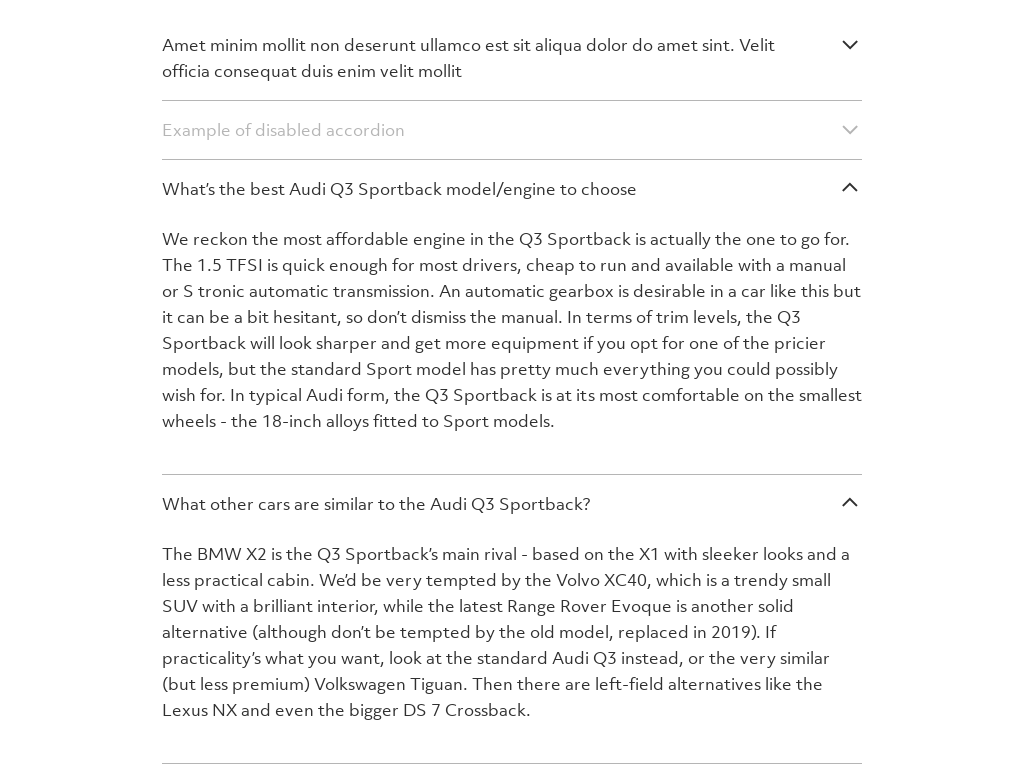 Amet minim mollit non deserunt ullamco est sit aliqua dolor do amet sint. Velit
officia consequat duis enim velit mollit
Example of disabled accordion
What's the best Audi Q3 Sportback model/engine to choose
We reckon the most affordable engine in the Q3 Sportback is actually the one to go for.
The 1.5 TFSI is quick enough for most drivers, cheap to run and available with a manual
or S tronic automatic transmission. An automatic gearbox is desirable in a car like this but
it can be a bit hesitant, so don't dismiss the manual. In terms of trim levels, the Q3
Sportback will look sharper and get more equipment if you opt for one of the pricier
models, but the standard Sport model has pretty much everything you could possibly
wish for. In typical Audi form, the Q3 Sportback is at its most comfortable on the smallest
wheels - the 18-inch alloys fitted to Sport models.
What other cars are similar to the Audi Q3 Sportback?
The BMW X2 is the Q3 Sportback's main rival - based on the X1 with sleeker looks and a
less practical cabin. We'd be very tempted by the Volvo XC40, which is a trendy small
SUV with a brilliant interior, while the latest Range Rover Evoque is another solid
alternative (although don't be tempted by the old model, replaced in 2019). If
practicality's what you want, look at the standard Audi Q3 instead, or the very similar
(but less premium) Volkswagen Tiguan. Then there are left-field alternatives like the
Lexus NX and even the bigger DS 7 Crossback.